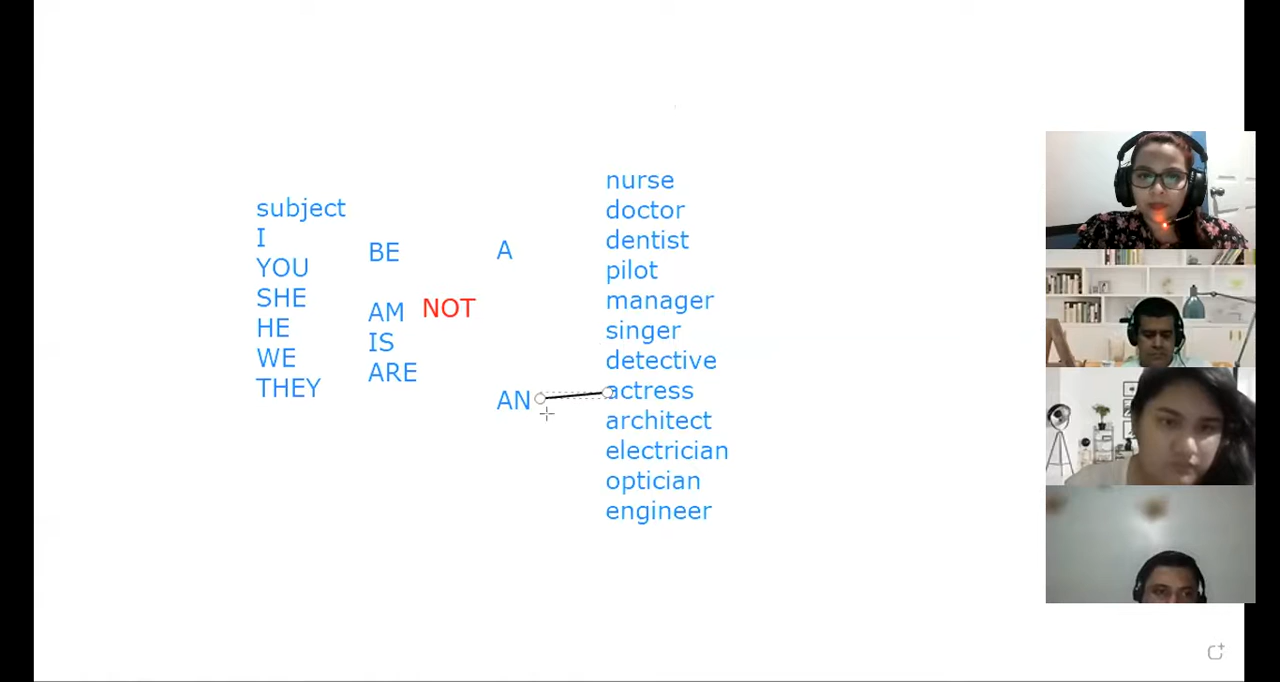 subject
I
YOU
SHE
HE
WE
THEY
BE
AM NOT
IS
ARE
A
AN
nurse
doctor
dentist
pilot
manager
singer
detective
actress
architect
electrician
optician
engineer